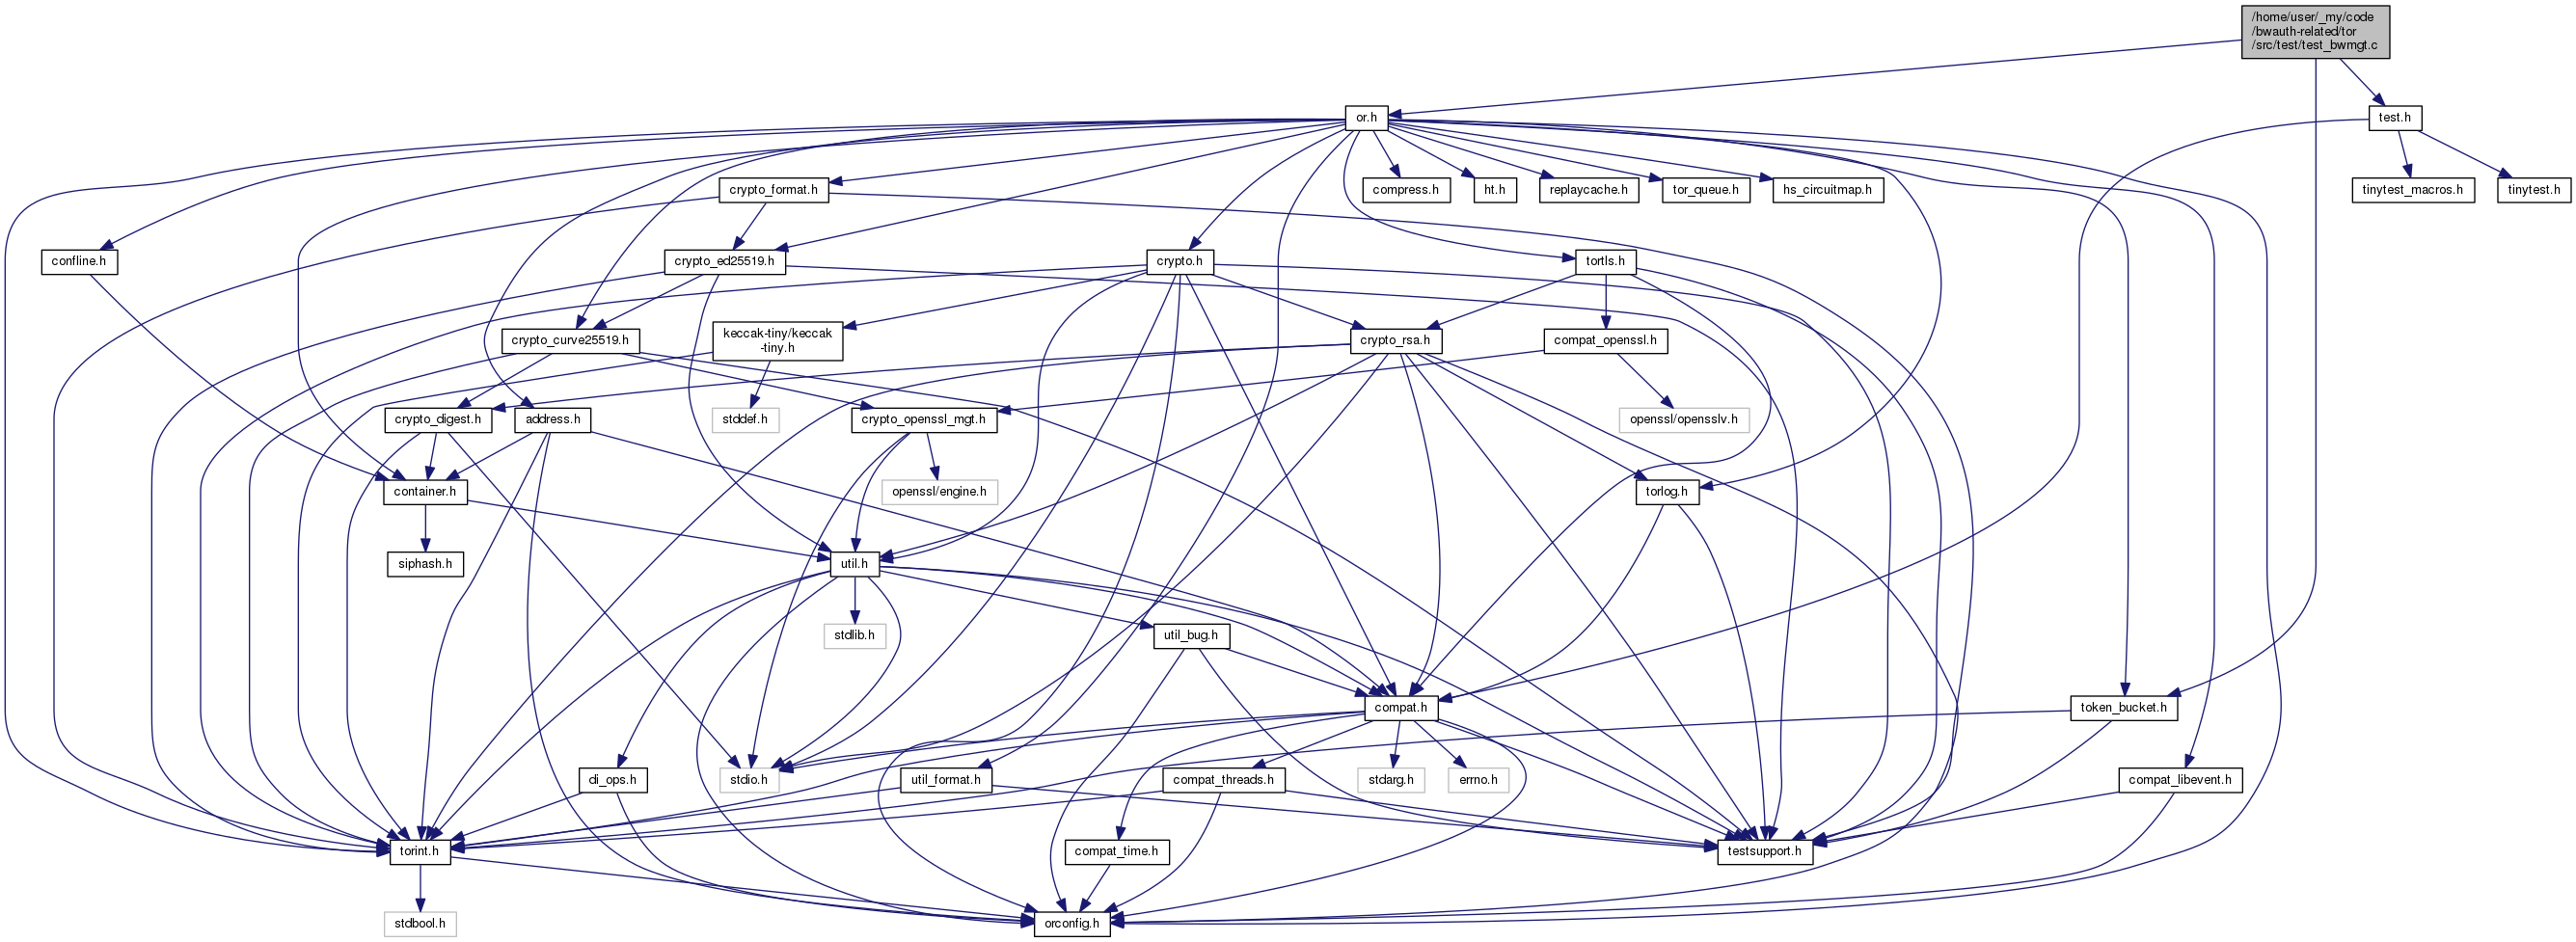 /home/user/_my/code
/bwauth-related/tor
/src/test/test_bwmgt.c
or.h
test.h
crypto_format.h
compress.h
ht.h
replaycache.h
tor_queue.h
hs_circuitmap.h
tinytest_macros.h
tinytest.h
confline.h
crypto_ed25519.h
crypto.h
tortls.h
crypto_curve25519.h
keccak-tiny/keccak
-tiny.h
crypto_rsa.h
compat_openssl.h
crypto_digest.h
address.h
stddef.h
crypto_openssl_mgt.h
openssl/opensslv.h
container.h
openssl/engine.h
torlog.h
siphash.h
util.h
stdlib.h
util_bug.h
compat.h
token_bucket.h
di_ops.h
stdio.h
util_format.h
compat_threads.h
stdarg.h
errno.h
compat_libevent.h
torint.h
compat_time.h
testsupport.h
stdbool.h
orconfig.h